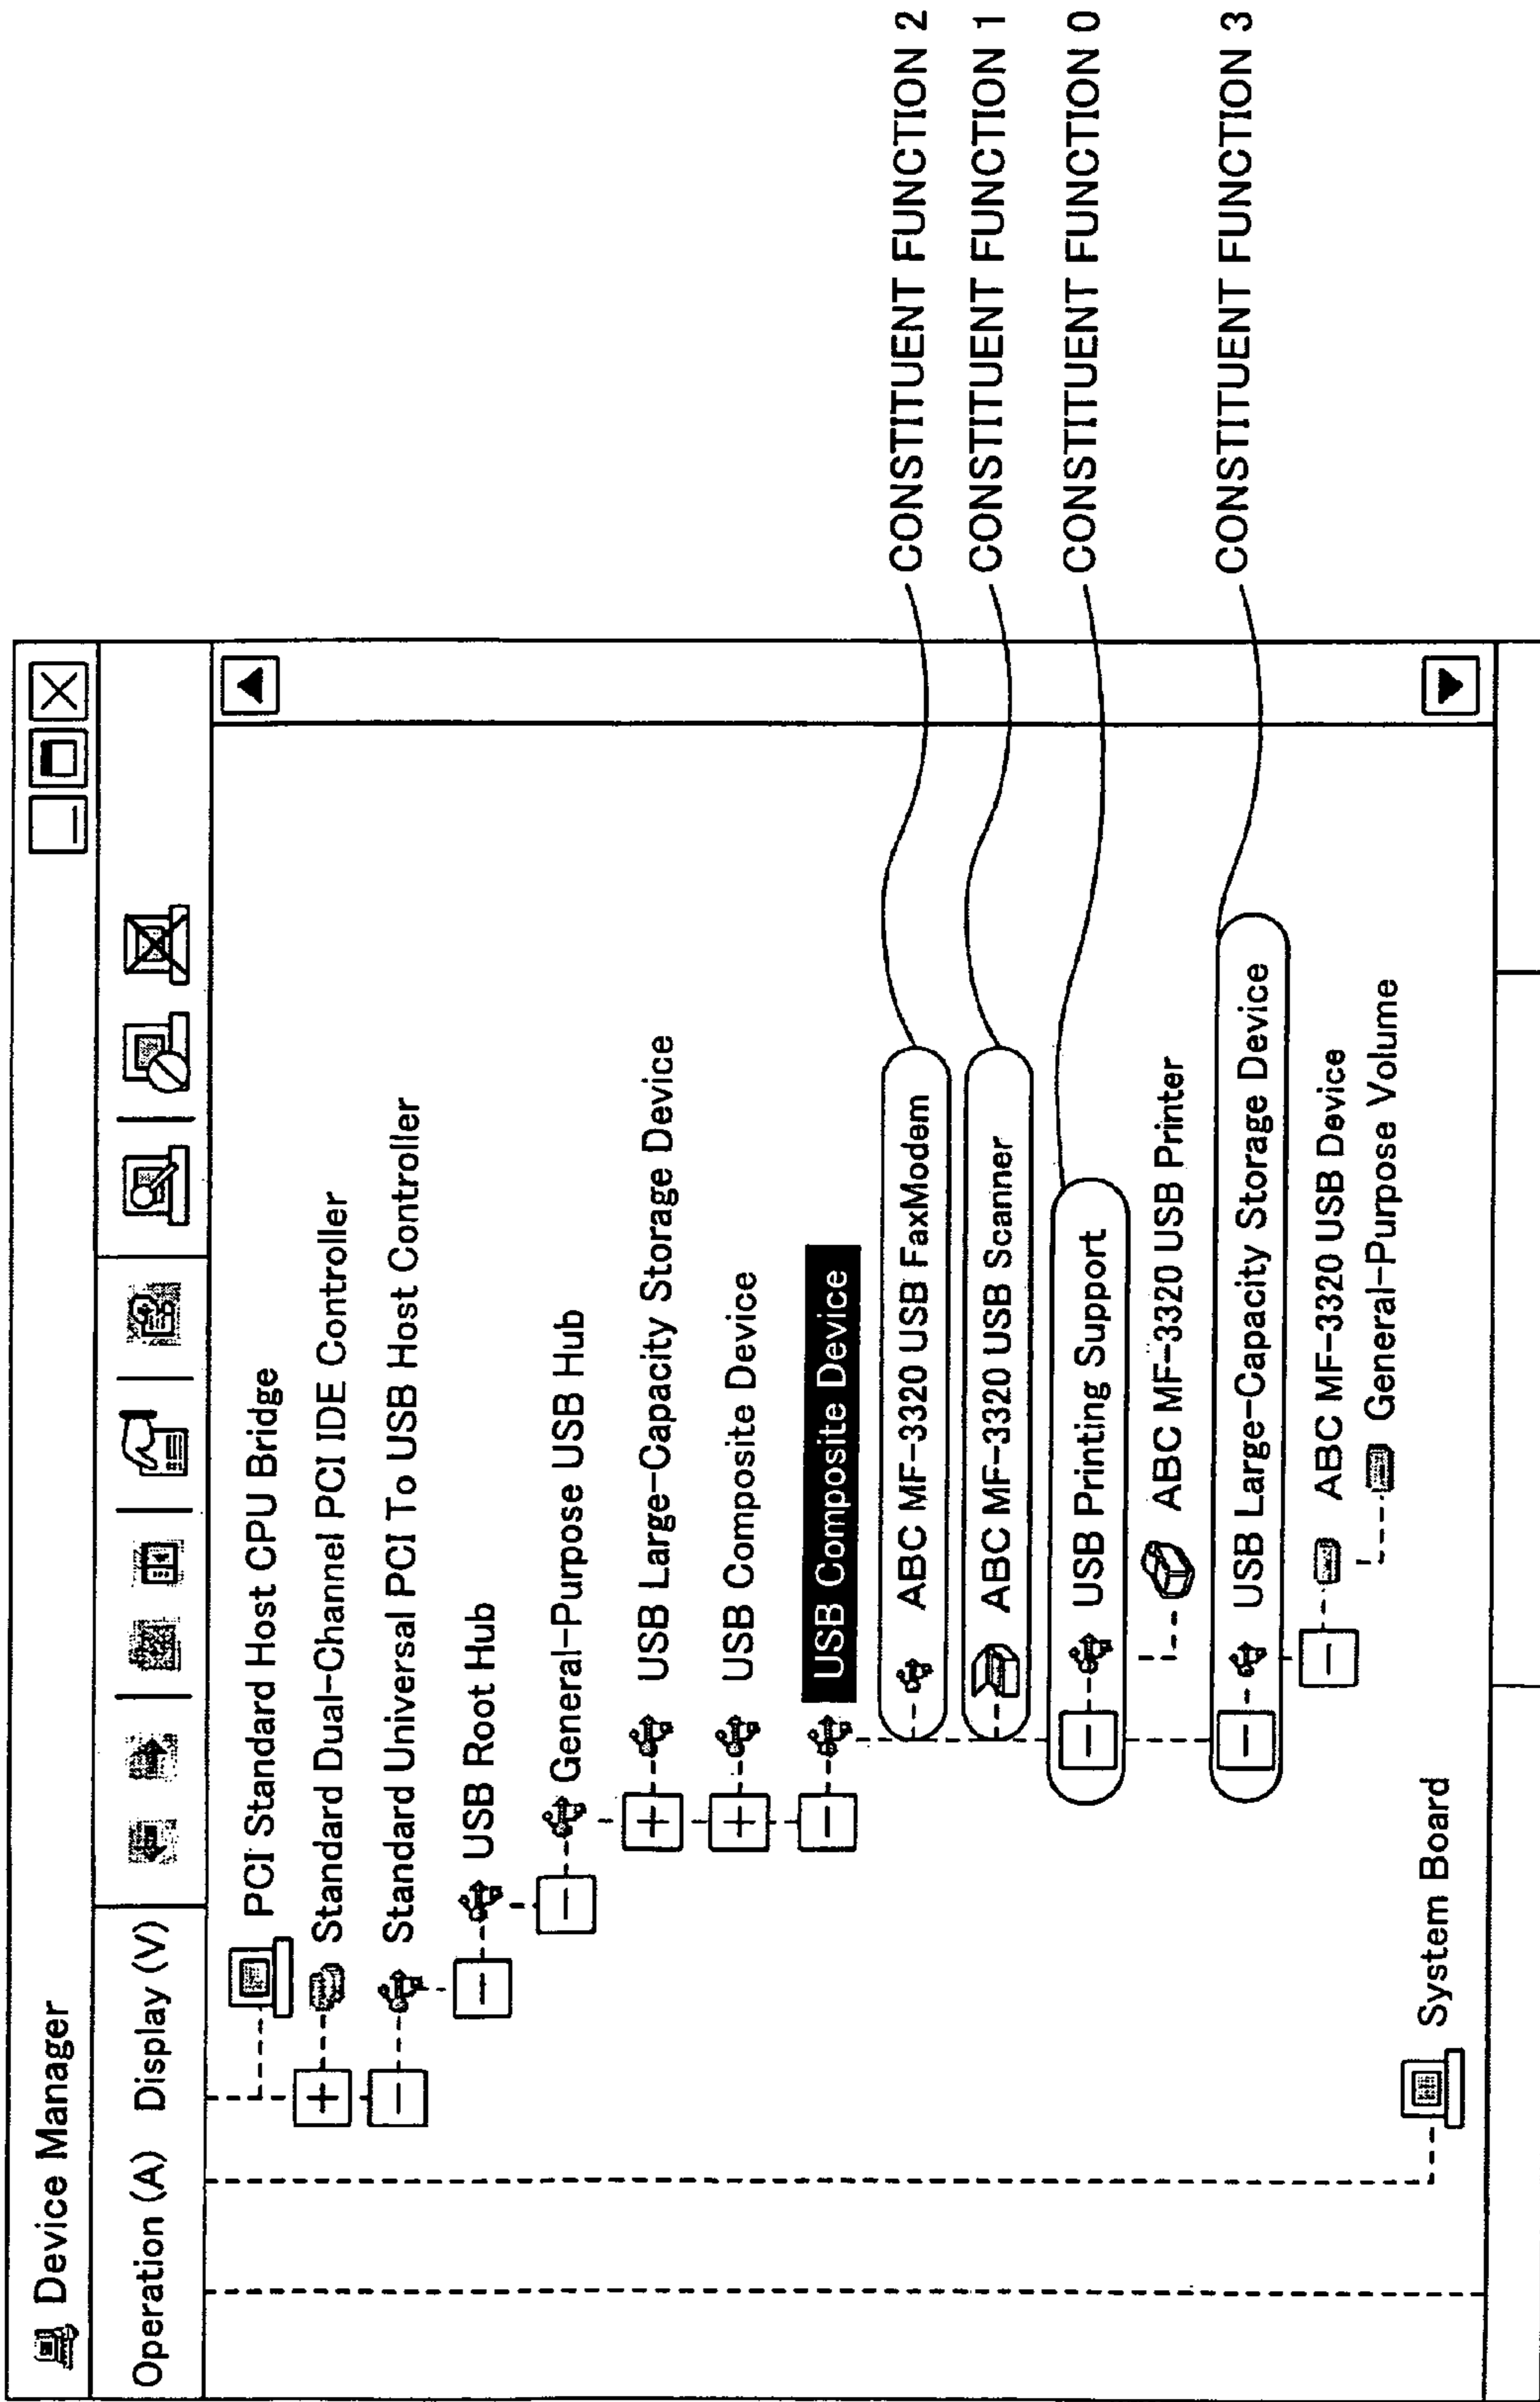 Device Manager
Operation (A) Display (V)
PCI Standard Host CPU Bridge
Standard Dual-Channel PCI IDE Controller
Standard Universal PCI To USB Host Controller
USB Root Hub
General-Purpose USB Hub
USB Large-Capacity Storage Device
USB Composite Device
USB Composite Device
ABC MF-3320 USB FaxModem
CONSTITUENT FUNCTION 2
ABC MF-3320 USB Scanner
CONSTITUENT FUNCTION 1
USB Printing Support
CONSTITUENT FUNCTION 0
ABC MF-3320 USB Printer
USB Large-Capacity Storage Device
CONSTITUENT FUNCTION 3
ABC MF-3320 USB Device
General-Purpose Volume
System Board